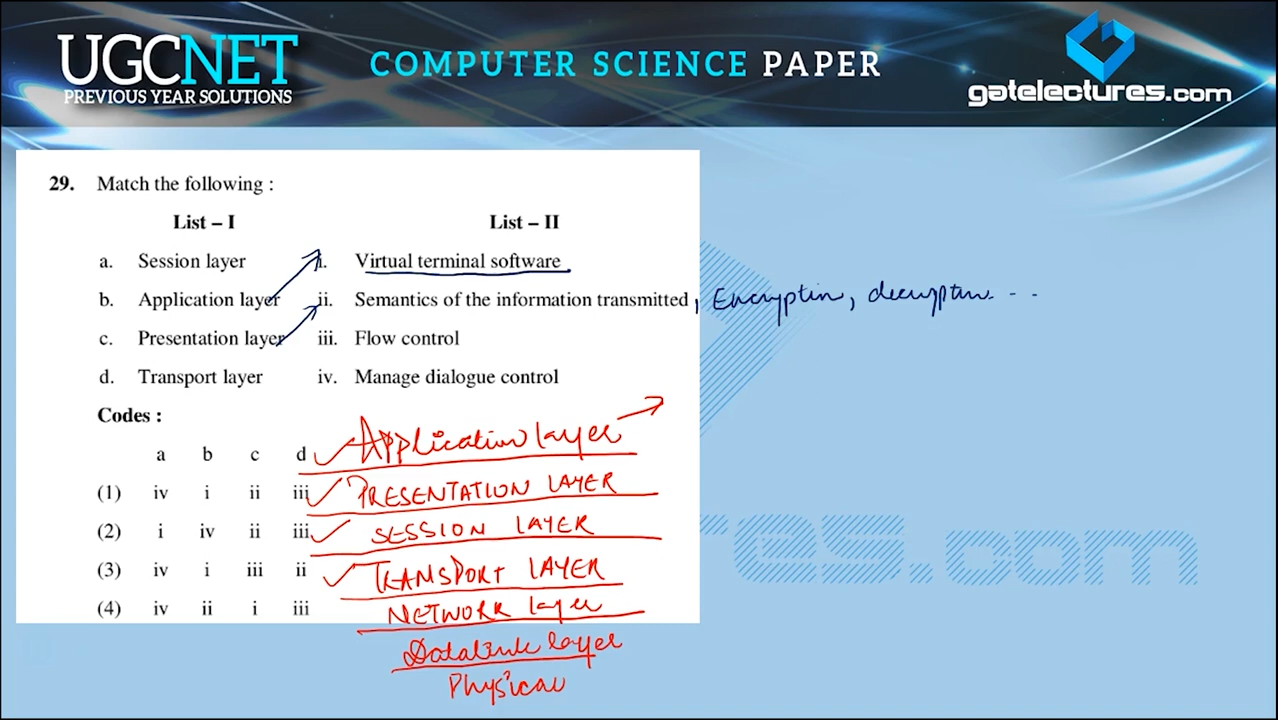 UGCNET
PREVIOUS YEAR SOLUTIONS
COMPUTER SCIENCE PAPER
gatelectures.com
29. Match the following :
List – I List – II
a. Session layer i. Virtual terminal software
b. Application layer ii. Semantics of the information transmitted , Encryption, decryption - -
c. Presentation layer iii. Flow control
d. Transport layer iv. Manage dialogue control
Codes :
a b c d
(1) iv i ii iii
(2) i iv ii iii
(3) iv i iii ii
(4) iv ii i iii
Application layer
PRESENTATION LAYER
SESSION LAYER
TRANSPORT LAYER
NETWORK layer
Datalink layer
Physical
res.com